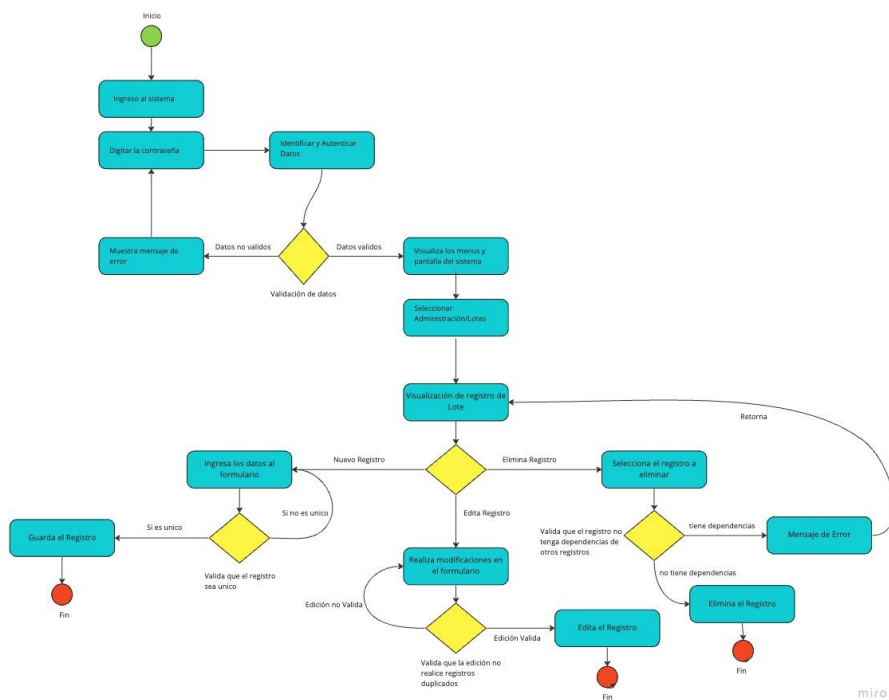 Inicio
Ingreso al sistema
Digitar la contraseña
Identificar y Autenticar
Datos
Muestra mensaje de
error
Datos no validos
Datos validos
Validación de datos
Visualiza los menus y
pantalla del sistema
Seleccionar
Administración/Lotes
Visualización de registro de
Lote
Retorna
Nuevo Registro
Elimina Registro
Edita Registro
Ingresa los datos al
formulario
Si no es unico
Si es unico
Guarda el Registro
Valida que el registro
sea unico
Fin
Selecciona el registro a
eliminar
Valida que el registro no
tenga dependencias de
otros registros
tiene dependencias
Mensaje de Error
no tiene dependencias
Elimina el Registro
Fin
Realiza modificaciones en
el formulario
Edición no Valida
Edición Valida
Edita el Registro
Valida que la edición no
realice registros
duplicados
Fin
miro